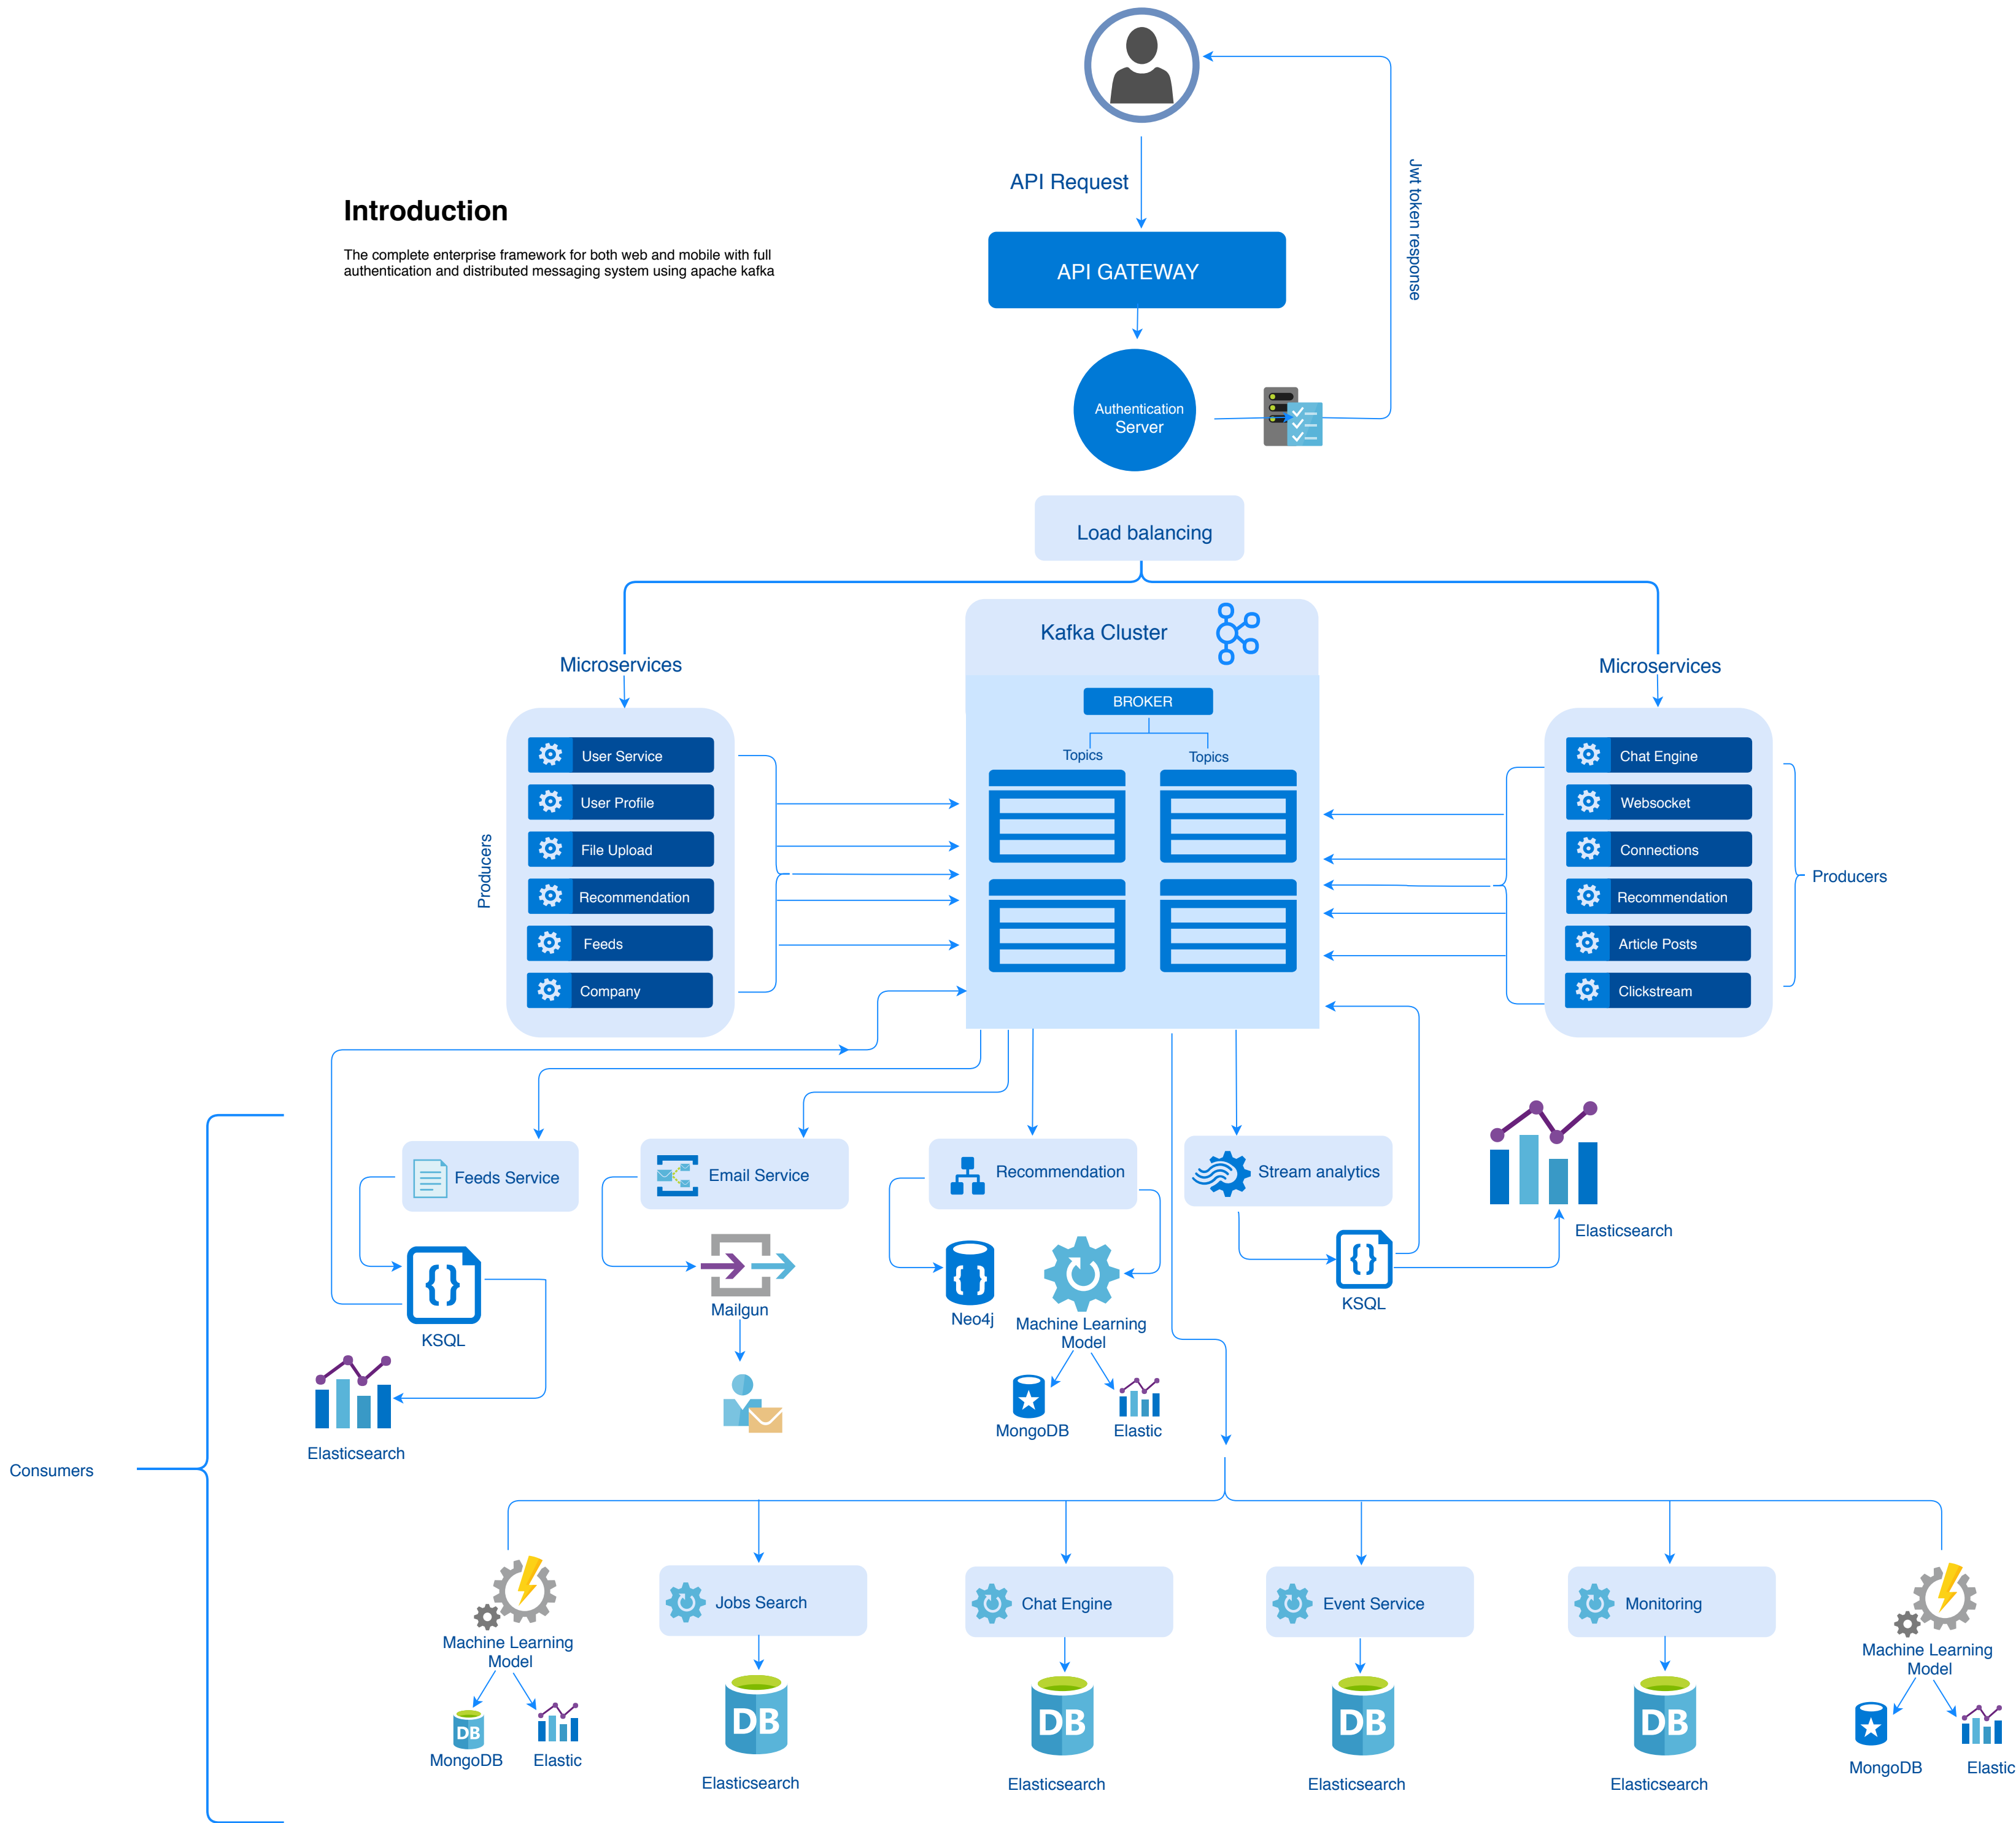 API Request
Jwt token response
Introduction
The complete enterprise framework for both web and mobile with full
authentication and distributed messaging system using apache kafka
API GATEWAY
Authentication
Server
Load balancing
Kafka Cluster
Microservices
Microservices
BROKER
Topics
Topics
Producers
User Service
User Profile
File Upload
Recommendation
Feeds
Company
Chat Engine
Websocket
Connections
Recommendation
Article Posts
Clickstream
Producers
Feeds Service
Email Service
Recommendation
Stream analytics
Elasticsearch
KSQL
Mailgun
Neo4j
Machine Learning
Model
KSQL
MongoDB
Elastic
Elasticsearch
Consumers
Machine Learning
Model
Jobs Search
Chat Engine
Event Service
Monitoring
Machine Learning
Model
DB
DB
DB
DB
DB
MongoDB
Elastic
Elasticsearch
Elasticsearch
Elasticsearch
Elasticsearch
MongoDB
Elastic